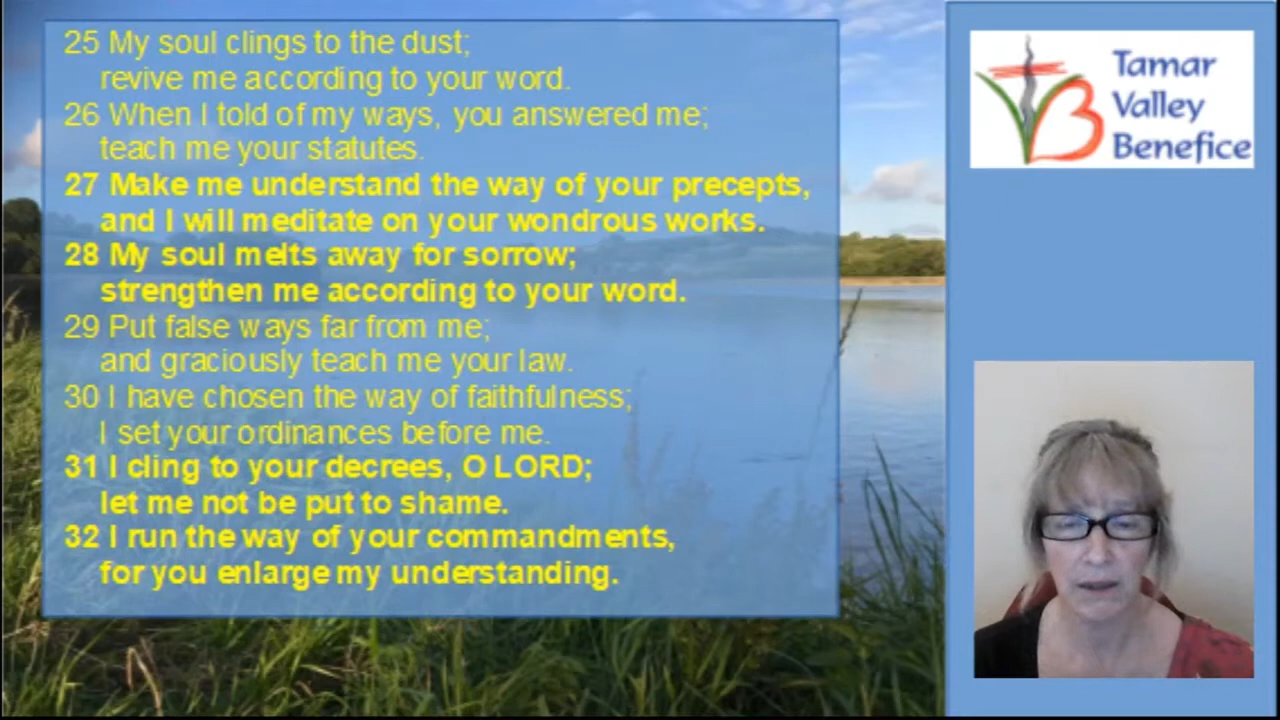 25 My soul clings to the dust;
revive me according to your word.
26 When I told of my ways, you answered me;
teach me your statutes.
27 Make me understand the way of your precepts,
and I will meditate on your wondrous works.
28 My soul melts away for sorrow;
strengthen me according to your word.
29 Put false ways far from me;
and graciously teach me your law.
30 I have chosen the way of faithfulness;
I set your ordinances before me.
31 I cling to your decrees, O LORD;
let me not be put to shame.
32 I run the way of your commandments,
for you enlarge my understanding.
Tamar
Valley
Benefice